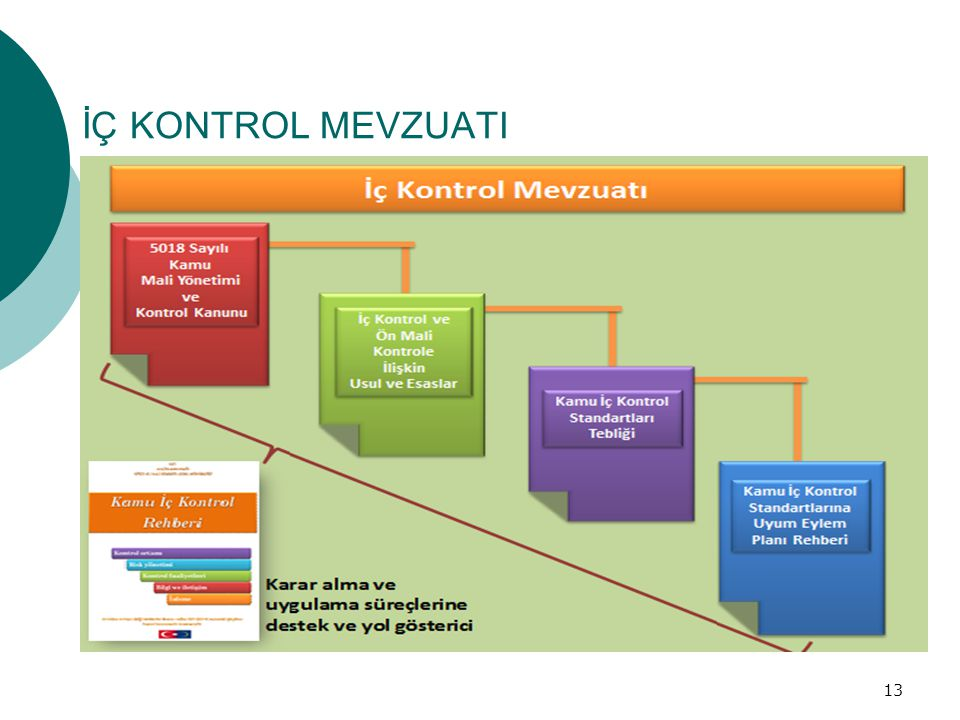 İÇ KONTROL MEVZUATI
İç Kontrol Mevzuatı
5018 Sayılı
Kamu
Mali Yönetimi
ve
Kontrol Kanunu
İç Kontrol ve
Ön Mali
Kontrole
İlişkin
Usul ve Esaslar
Kamu İç Kontrol
Standartları
Tebliği
Kamu İç Kontrol
Standartlarına
Uyum Eylem
Planı Rehberi
Kamu İç Kontrol
Rehberi
Kontrol ortamı
Risk yönetimi
Kontrol faaliyetleri
Bilgi ve iletişim
İzleme
Karar alma ve
uygulama süreçlerine
destek ve yol gösterici
13